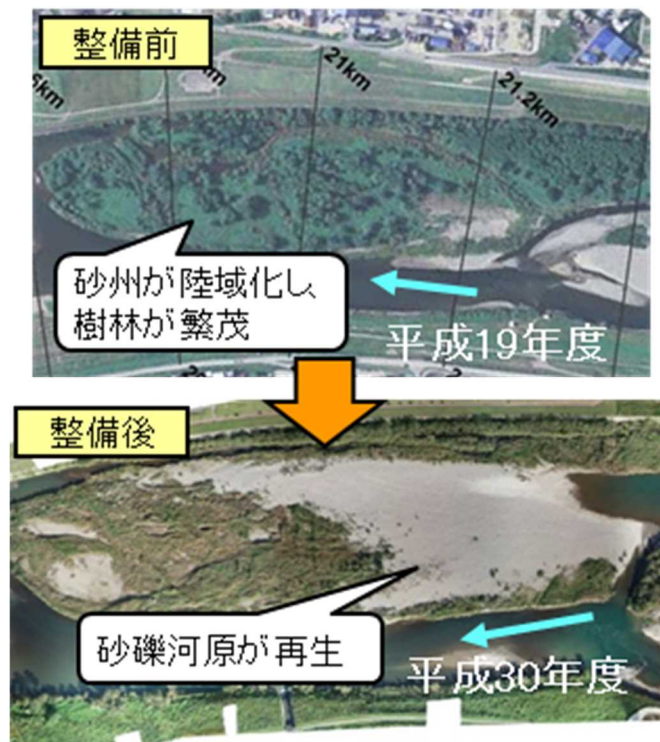 整備前
21km
21.2km
砂州が陸域化し、
樹林が繁茂
平成19年度
整備後
砂礫河原が再生
平成30年度